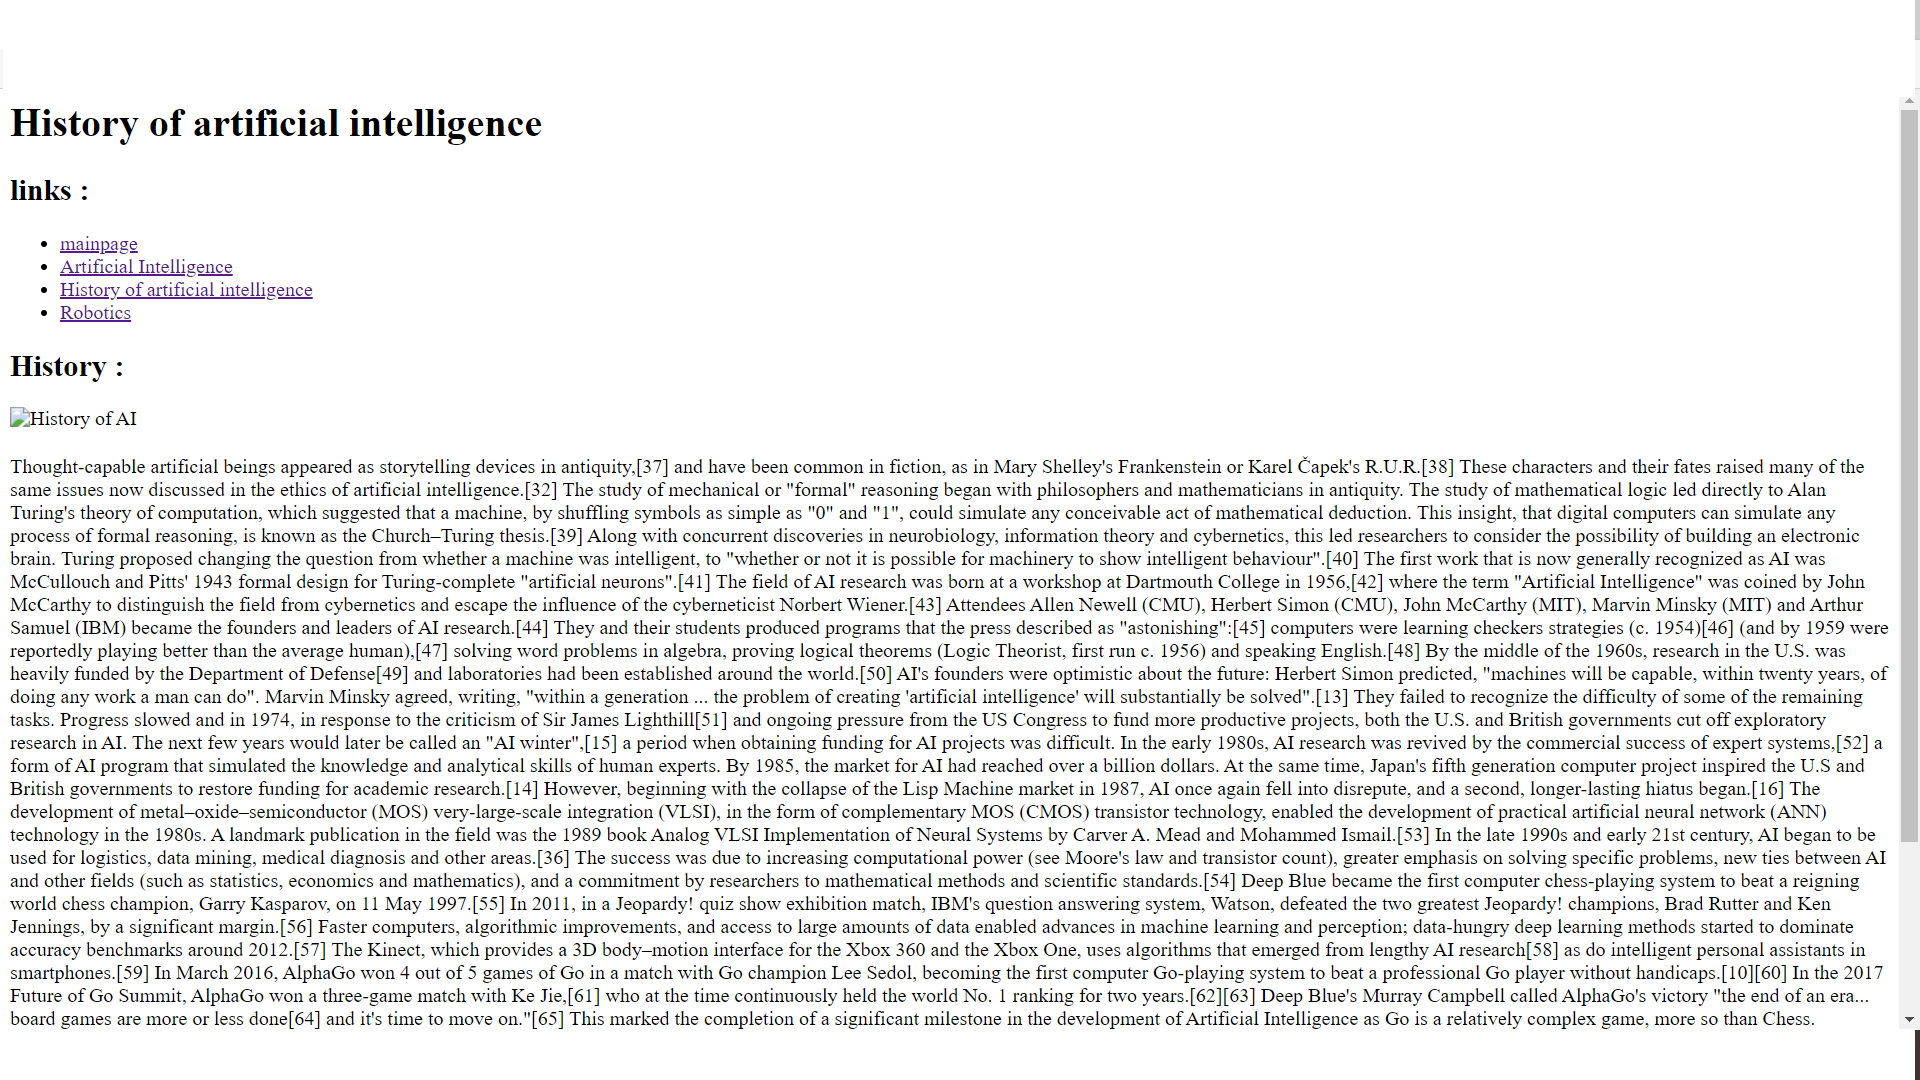 History of artificial intelligence
links :
mainpage
Artificial Intelligence
History of artificial intelligence
Robotics
History :
History of AI
Thought-capable artificial beings appeared as storytelling devices in antiquity,[37] and have been common in fiction, as in Mary Shelley's Frankenstein or Karel Čapek's R.U.R.[38] These characters and their fates raised many of the
same issues now discussed in the ethics of artificial intelligence.[32] The study of mechanical or "formal" reasoning began with philosophers and mathematicians in antiquity. The study of mathematical logic led directly to Alan
Turing's theory of computation, which suggested that a machine, by shuffling symbols as simple as "0" and "1", could simulate any conceivable act of mathematical deduction. This insight, that digital computers can simulate any
process of formal reasoning, is known as the Church–Turing thesis.[39] Along with concurrent discoveries in neurobiology, information theory and cybernetics, this led researchers to consider the possibility of building an electronic
brain. Turing proposed changing the question from whether a machine was intelligent, to "whether or not it is possible for machinery to show intelligent behaviour".[40] The first work that is now generally recognized as AI was
McCullouch and Pitts' 1943 formal design for Turing-complete "artificial neurons".[41] The field of AI research was born at a workshop at Dartmouth College in 1956,[42] where the term "Artificial Intelligence" was coined by John
McCarthy to distinguish the field from cybernetics and escape the influence of the cyberneticist Norbert Wiener.[43] Attendees Allen Newell (CMU), Herbert Simon (CMU), John McCarthy (MIT), Marvin Minsky (MIT) and Arthur
Samuel (IBM) became the founders and leaders of AI research.[44] They and their students produced programs that the press described as "astonishing":[45] computers were learning checkers strategies (c. 1954)[46] (and by 1959 were
reportedly playing better than the average human),[47] solving word problems in algebra, proving logical theorems (Logic Theorist, first run c. 1956) and speaking English.[48] By the middle of the 1960s, research in the U.S. was
heavily funded by the Department of Defense[49] and laboratories had been established around the world.[50] AI's founders were optimistic about the future: Herbert Simon predicted, "machines will be capable, within twenty years, of
doing any work a man can do". Marvin Minsky agreed, writing, "within a generation ... the problem of creating 'artificial intelligence' will substantially be solved".[13] They failed to recognize the difficulty of some of the remaining
tasks. Progress slowed and in 1974, in response to the criticism of Sir James Lighthill[51] and ongoing pressure from the US Congress to fund more productive projects, both the U.S. and British governments cut off exploratory
research in AI. The next few years would later be called an "AI winter",[15] a period when obtaining funding for AI projects was difficult. In the early 1980s, AI research was revived by the commercial success of expert systems,[52] a
form of AI program that simulated the knowledge and analytical skills of human experts. By 1985, the market for AI had reached over a billion dollars. At the same time, Japan's fifth generation computer project inspired the U.S and
British governments to restore funding for academic research.[14] However, beginning with the collapse of the Lisp Machine market in 1987, AI once again fell into disrepute, and a second, longer-lasting hiatus began.[16] The
development of metal–oxide–semiconductor (MOS) very-large-scale integration (VLSI), in the form of complementary MOS (CMOS) transistor technology, enabled the development of practical artificial neural network (ANN)
technology in the 1980s. A landmark publication in the field was the 1989 book Analog VLSI Implementation of Neural Systems by Carver A. Mead and Mohammed Ismail.[53] In the late 1990s and early 21st century, AI began to be
used for logistics, data mining, medical diagnosis and other areas.[36] The success was due to increasing computational power (see Moore's law and transistor count), greater emphasis on solving specific problems, new ties between AI
and other fields (such as statistics, economics and mathematics), and a commitment by researchers to mathematical methods and scientific standards.[54] Deep Blue became the first computer chess-playing system to beat a reigning
world chess champion, Garry Kasparov, on 11 May 1997.[55] In 2011, in a Jeopardy! quiz show exhibition match, IBM's question answering system, Watson, defeated the two greatest Jeopardy! champions, Brad Rutter and Ken
Jennings, by a significant margin.[56] Faster computers, algorithmic improvements, and access to large amounts of data enabled advances in machine learning and perception; data-hungry deep learning methods started to dominate
accuracy benchmarks around 2012.[57] The Kinect, which provides a 3D body–motion interface for the Xbox 360 and the Xbox One, uses algorithms that emerged from lengthy AI research[58] as do intelligent personal assistants in
smartphones.[59] In March 2016, AlphaGo won 4 out of 5 games of Go in a match with Go champion Lee Sedol, becoming the first computer Go-playing system to beat a professional Go player without handicaps.[10][60] In the 2017
Future of Go Summit, AlphaGo won a three-game match with Ke Jie,[61] who at the time continuously held the world No. 1 ranking for two years.[62][63] Deep Blue's Murray Campbell called AlphaGo's victory "the end of an era...
board games are more or less done[64] and it's time to move on."[65] This marked the completion of a significant milestone in the development of Artificial Intelligence as Go is a relatively complex game, more so than Chess.